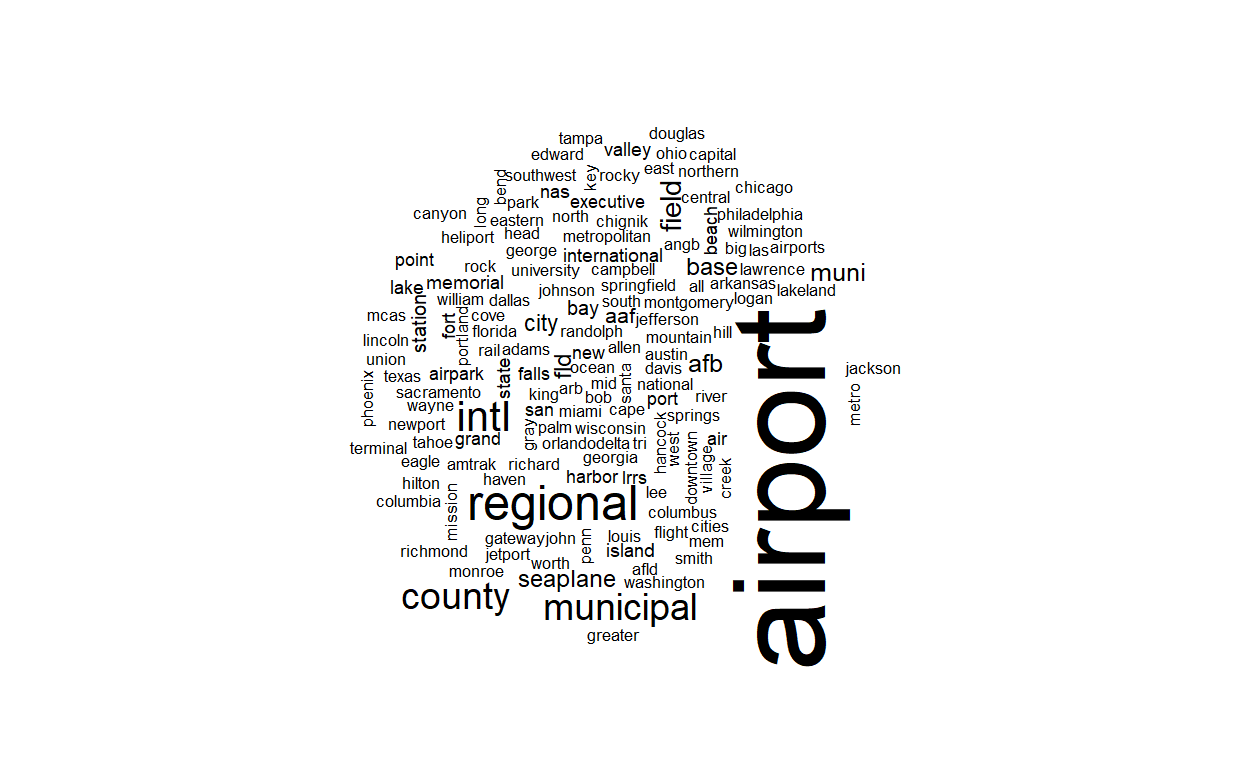 tampa
douglas
edward
valley
ohio
capital
southwest
key
rocky
east
northern
bend
nas
park
executive
field
central
chicago
canyon
long
eastern
north
chignik
beach
philadelphia
heliport
head
metropolitan
wilmington
george
international
angb
big
las
airports
point
rock
university
campbell
base
lawrence
muni
lake
memorial
johnson
springfield
all
arkansas
lakeland
william
dallas
south
montgomery
logan
mcas
station
fort
portland
cove
florida
city
bay
randolph
aaf
jefferson
lincoln
mountain
hill
union
rail
adams
fld
new
allen
austin
ocean
davis
afb
jackson
texas
airpark
state
falls
phoenix
sacramento
king
arb
mid
bob
santa
national
port
river
metro
wayne
intl
san
miami
cape
springs
newport
gray
palm
wisconsin
hancock
west
terminal
tahoe
grand
orlando
delta
tri
downtown
village
air
creek
eagle
amtrak
richard
georgia
hilton
haven
harbor
lrrs
lee
columbia
mission
regional
columbus
gateway
john
penn
louis
flight
cities
mem
richmond
jetport
worth
island
smith
monroe
seaplane
afld
washington
county
municipal
greater
airport